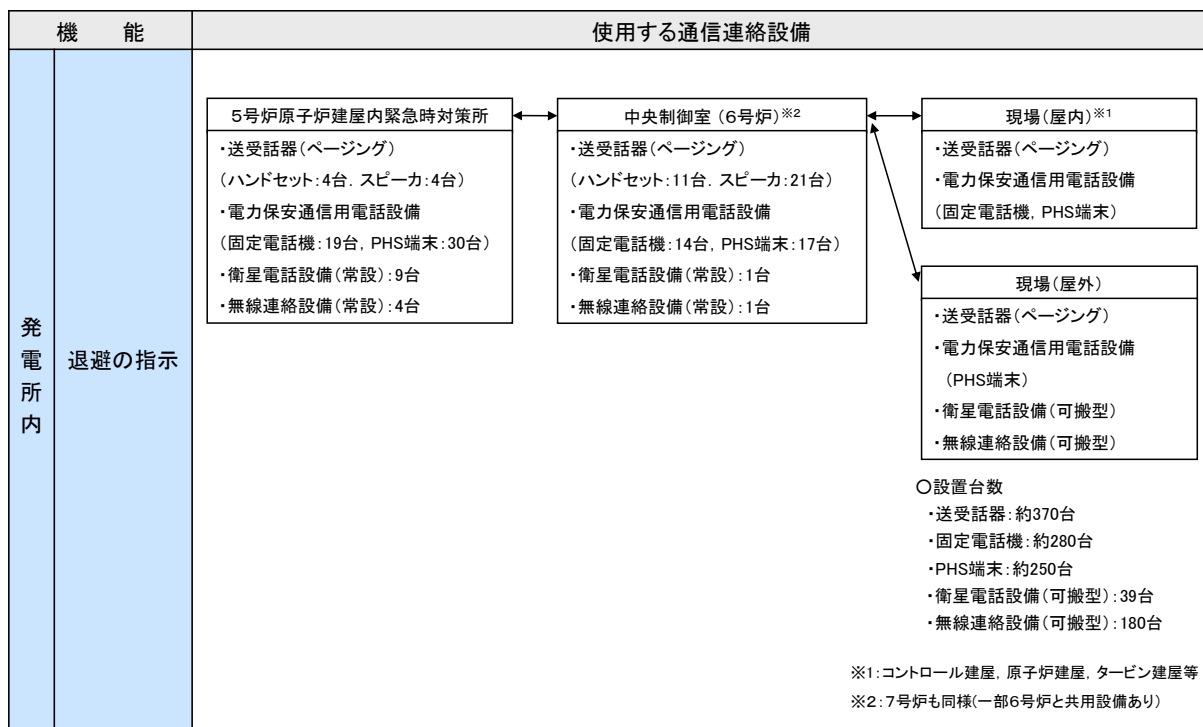 機　能
使用する通信連絡設備
発電所内
退避の指示
5号炉原子炉建屋内緊急時対策所
・送受話器(ページング)
(ハンドセット:4台．スピーカ:4台)
・電力保安通信用電話設備
(固定電話機:19台，PHS端末:30台)
・衛星電話設備(常設):9台
・無線連絡設備(常設):4台
中央制御室(6号炉)※2
・送受話器(ページング)
(ハンドセット:11台．スピーカ:21台)
・電力保安通信用電話設備
(固定電話機:14台，PHS端末:17台)
・衛星電話設備(常設):1台
・無線連絡設備(常設):1台
現場(屋内)※1
・送受話器(ページング)
・電力保安通信用電話設備
(固定電話機，PHS端末)
現場(屋外)
・送受話器(ページング)
・電力保安通信用電話設備
(PHS端末)
・衛星電話設備(可搬型)
・無線連絡設備(可搬型)
○設置台数
・送受話器:約370台
・固定電話機:約280台
・PHS端末:約250台
・衛星電話設備(可搬型):39台
・無線連絡設備(可搬型):180台
※1:コントロール建屋，原子炉建屋，タービン建屋等
※2:7号炉も同様(一部6号炉と共用設備あり)